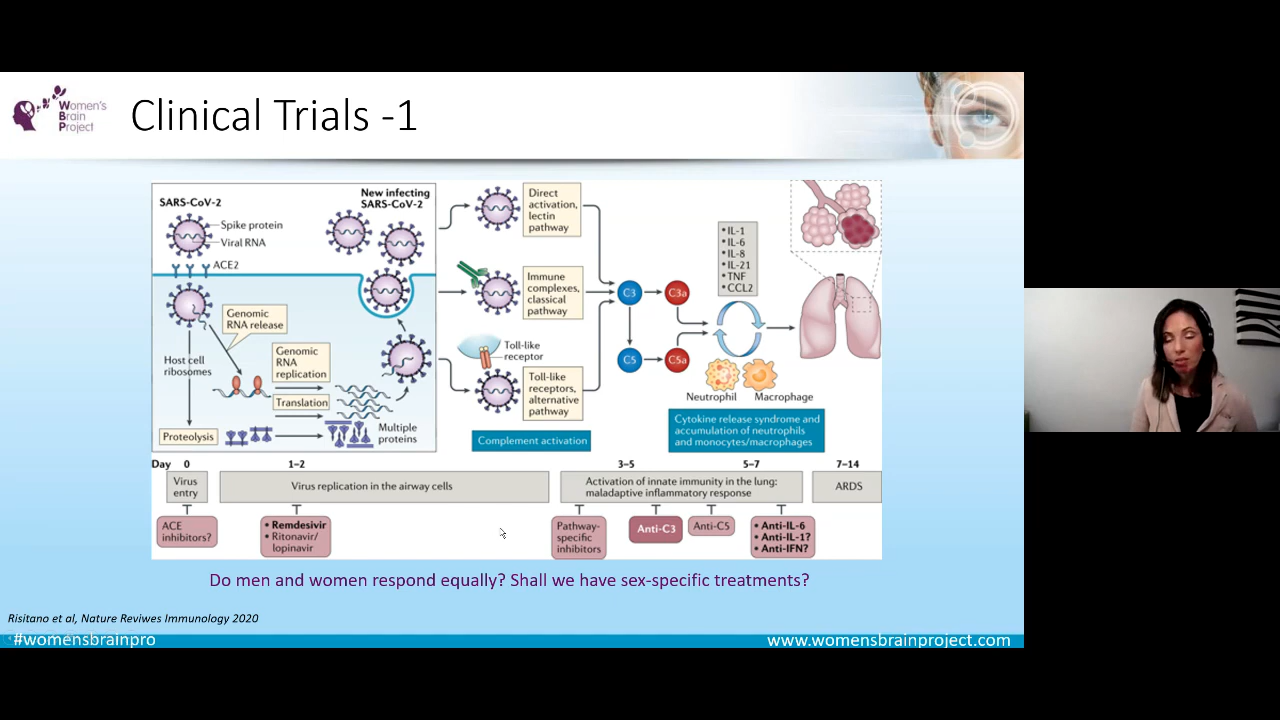 Women's
Brain
Project
Clinical Trials -1
SARS-CoV-2
Spike protein
Viral RNA
ACE2
New infecting
SARS-CoV-2
Genomic
RNA release
Host cell
ribosomes
Genomic
RNA
replication
Translation
Proteolysis
Multiple
proteins
Direct
activation,
lectin
pathway
Immune
complexes,
classical
pathway
Toll-like
receptor
Toll-like
receptors,
alternative
pathway
Complement activation
C3
C3a
C5
C5a
• IL-1
• IL-6
• IL-8
• IL-21
• TNF
• CCL2
Neutrophil
Macrophage
Cytokine release syndrome and
accumulation of neutrophils
and monocytes/macrophages
Day 0 1–2 3–5 5–7 7–14
Virus
entry
Virus replication in the airway cells
Activation of innate immunity in the lung:
maladaptive inflammatory response
ARDS
ACE
inhibitors?
• Remdesivir
• Ritonavir/
lopinavir
Pathway-
specific
inhibitors
Anti-C3
Anti-C5
• Anti-IL-6
• Anti-IL-1?
• Anti-IFN?
Do men and women respond equally? Shall we have sex-specific treatments?
Risitano et al, Nature Reviwes Immunology 2020
#womensbrainpro
www.womensbrainproject.com